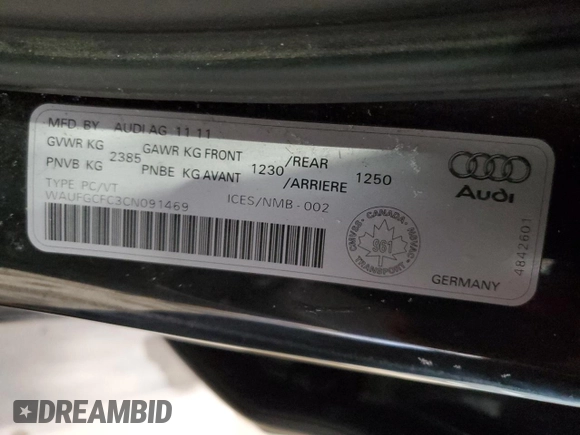 MFD BY AUDI AG 11 11
GVWR KG 2385 GAWR KG FRONT 1230 /REAR 1250
PNVB KG PNBE KG AVANT /ARRIERE
TYPE PC/VT
WAUFGCFC3CN091469 ICES/NMB-002
Audi
CMVSS - CANADA - NSVAC
961
TRANSPORT
4842601
GERMANY
DREAMBID